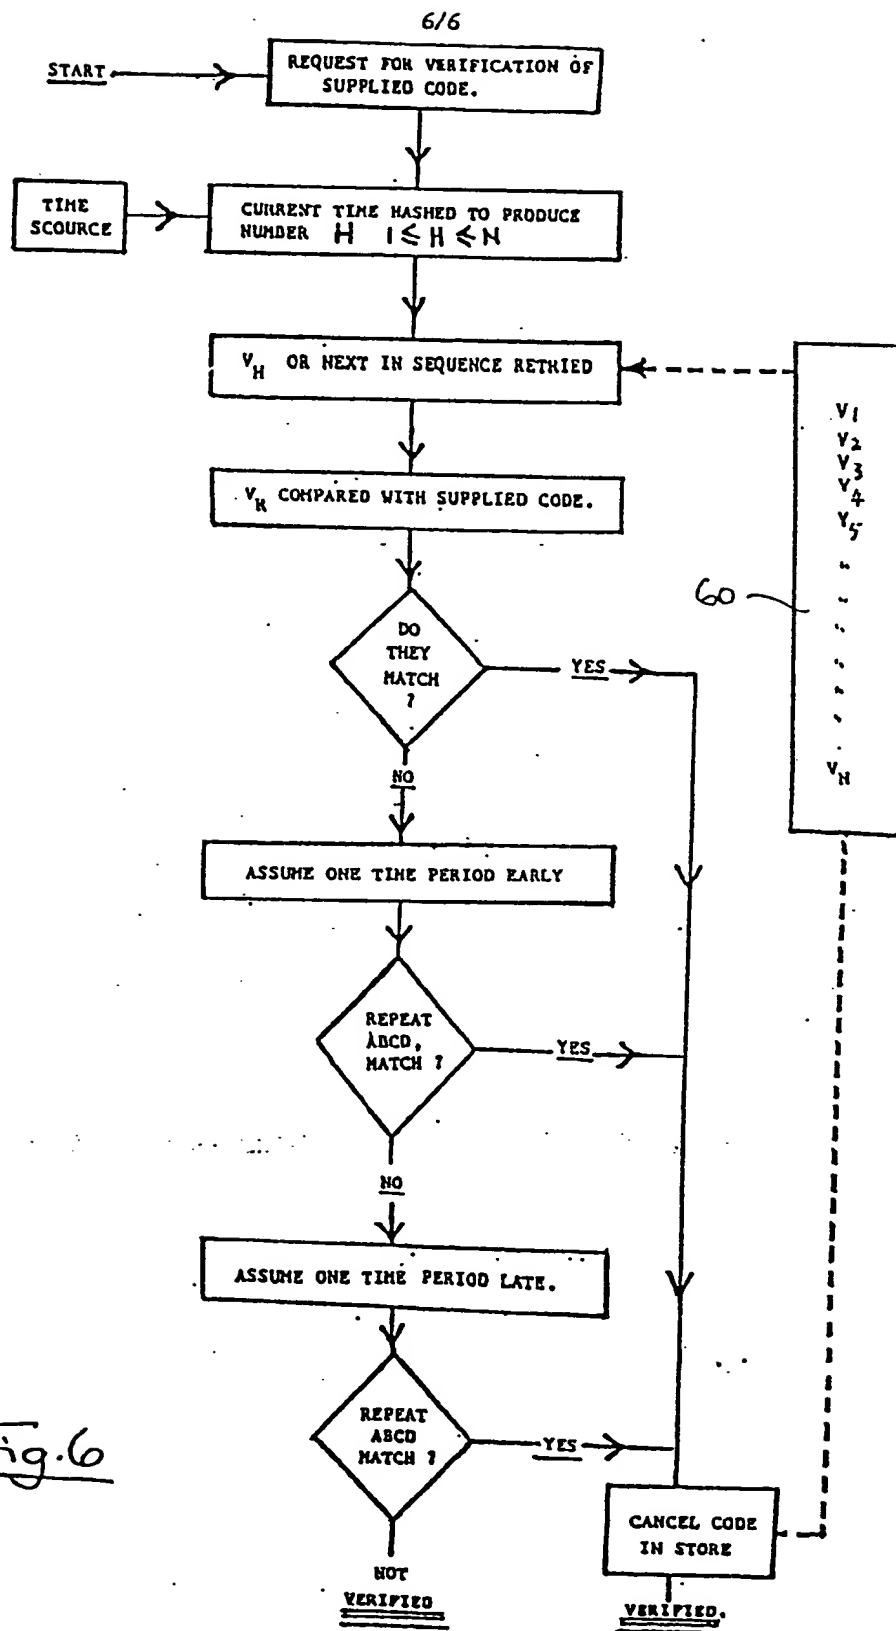 6/6
START
REQUEST FOR VERIFICATION OF
SUPPLIED CODE.
TIME
SCOURCE
CURRENT TIME HASHED TO PRODUCE
NUMBER H 1 ≤ H ≤ N
V_H OR NEXT IN SEQUENCE RETRIED
V_H COMPARED WITH SUPPLIED CODE.
V1
V2
V3
V4
V5
V_N
60
DO
THEY
MATCH
?
YES
NO
ASSUME ONE TIME PERIOD EARLY
REPEAT
ABCD,
MATCH ?
YES
NO
ASSUME ONE TIME PERIOD LATE.
REPEAT
ABCD
MATCH ?
YES
CANCEL CODE
IN STORE
NOT
VERIFIED
VERIFIED.
Fig.6